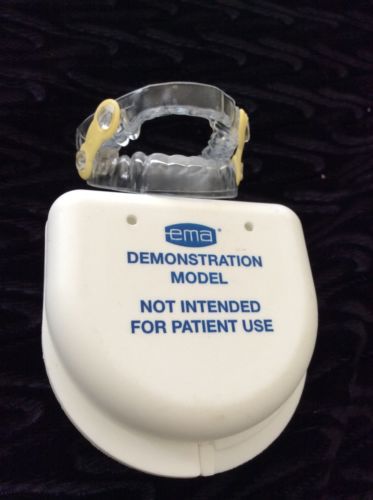 ema®
DEMONSTRATION
MODEL
NOT INTENDED
FOR PATIENT USE